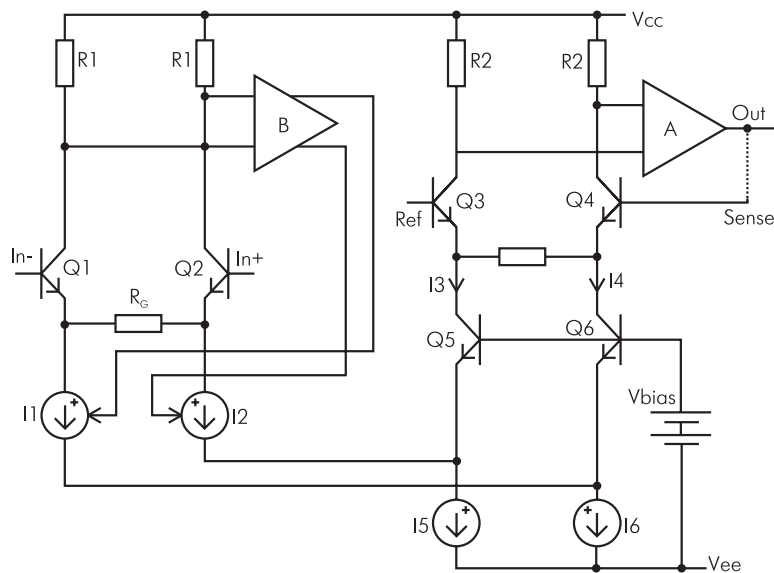 Vcc
R1
R1
R2
R2
B
A
Out
Sense
Q3
Q4
Ref
In-
Q1
Q2
In+
RG
I3
I4
Q5
Q6
Vbias
I1
I2
I5
I6
Vee